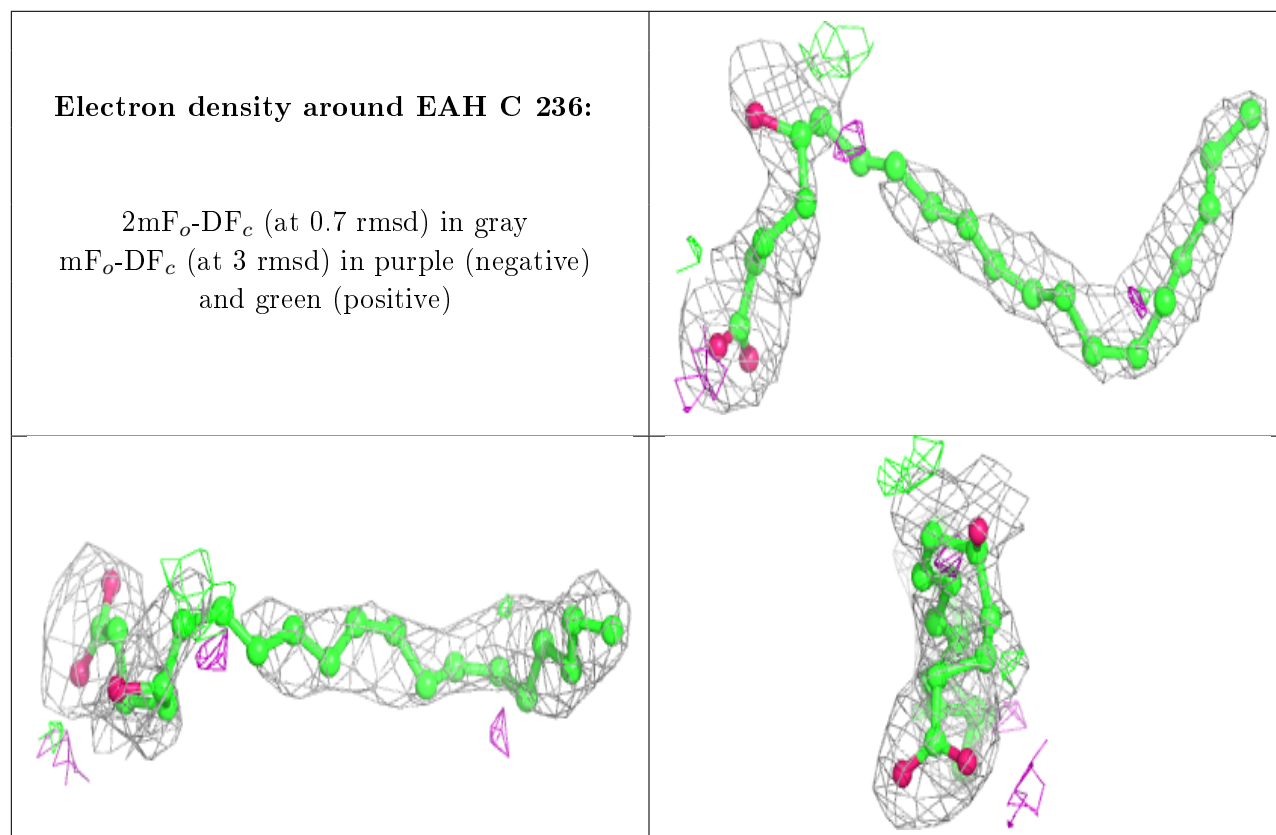 Electron density around EAH C 236:
2mFo-DFc (at 0.7 rmsd) in gray
mFo-DFc (at 3 rmsd) in purple (negative)
and green (positive)